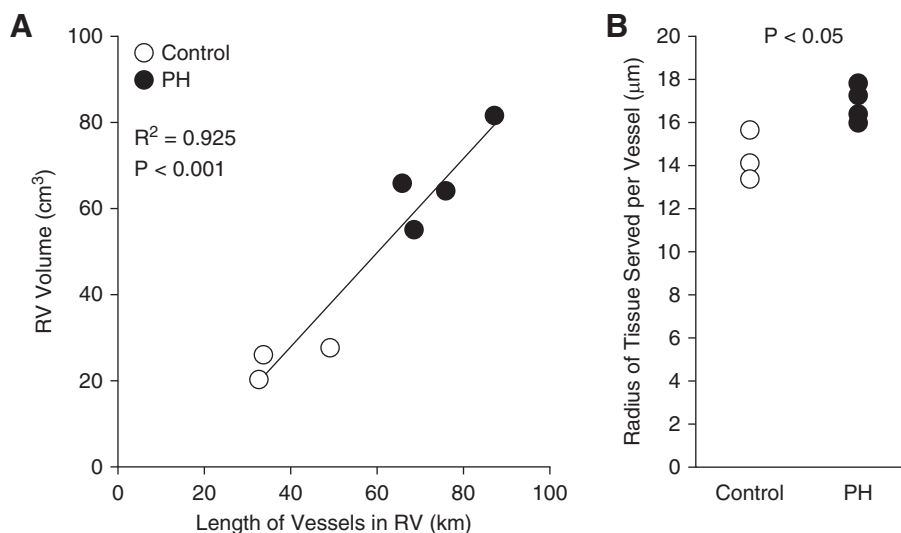 A
Control
PH
R² = 0.925
P < 0.001
RV Volume (cm³)
100
80
60
40
20
0
0 20 40 60 80 100
Length of Vessels in RV (km)
B
P < 0.05
Radius of Tissue Served per Vessel (μm)
20
18
16
14
12
10
8
6
4
2
0
Control PH